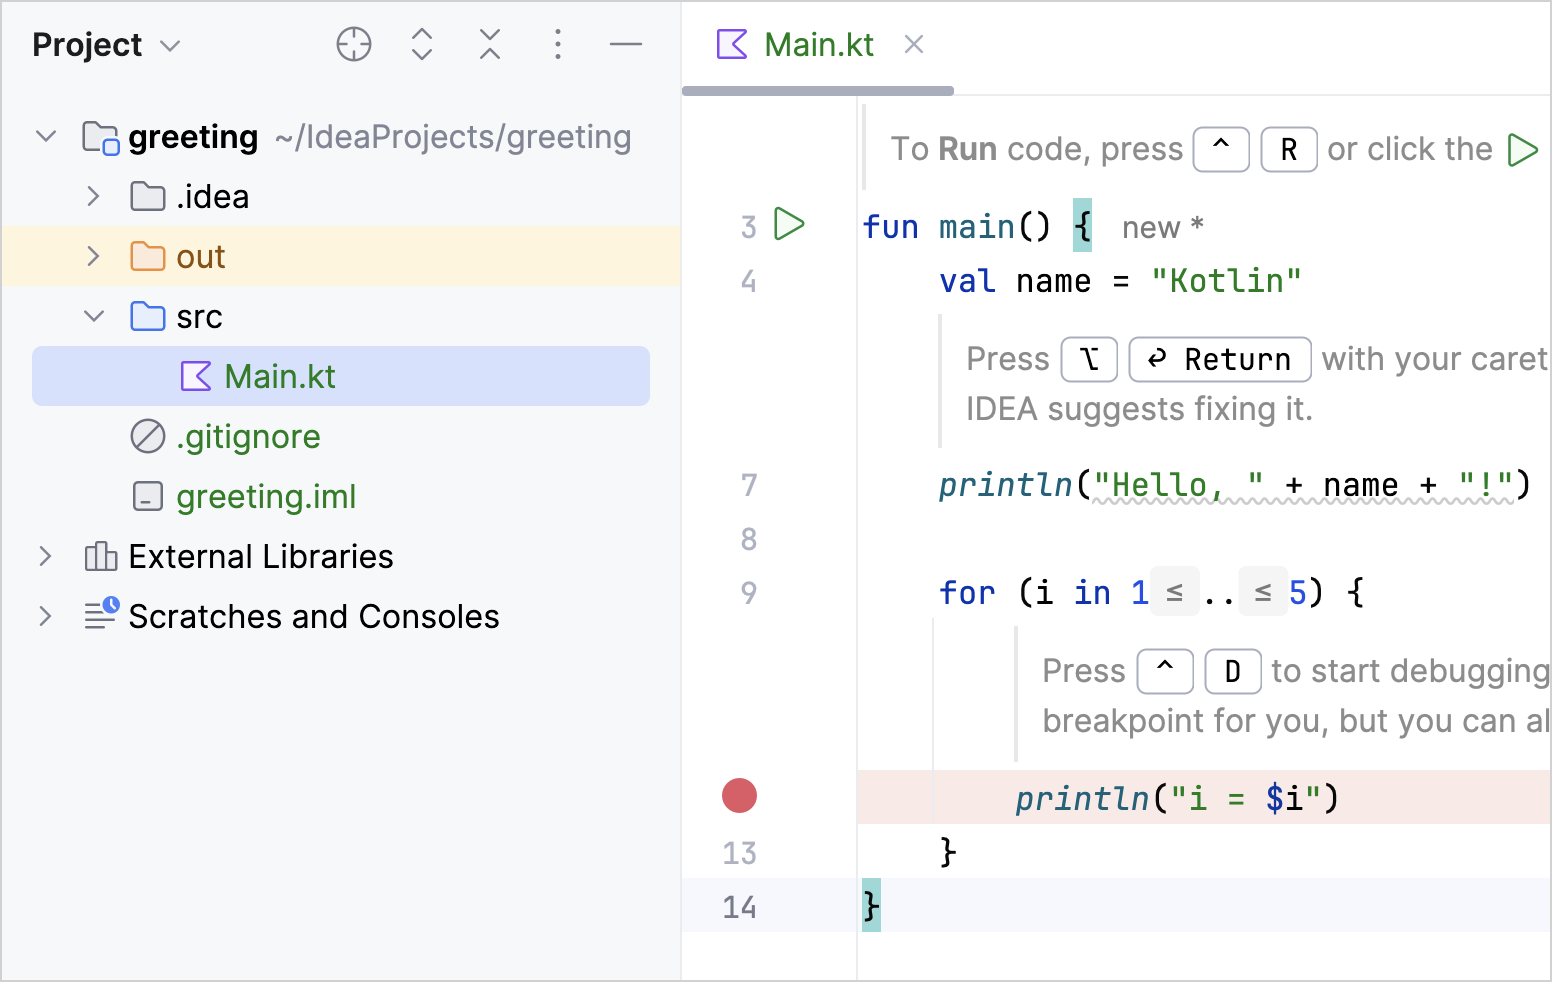 Project
greeting ~/IdeaProjects/greeting
.idea
out
src
Main.kt
.gitignore
greeting.iml
External Libraries
Scratches and Consoles
Main.kt
To Run code, press ^ R or click the
3 fun main() { new *
4 val name = "Kotlin"
Press ⌥ ↩ Return with your caret
IDEA suggests fixing it.
7 println("Hello, " + name + "!")
8
9 for (i in 1 ≤ .. ≤ 5) {
Press ^ D to start debugging
breakpoint for you, but you can al
println("i = $i")
13 }
14 }